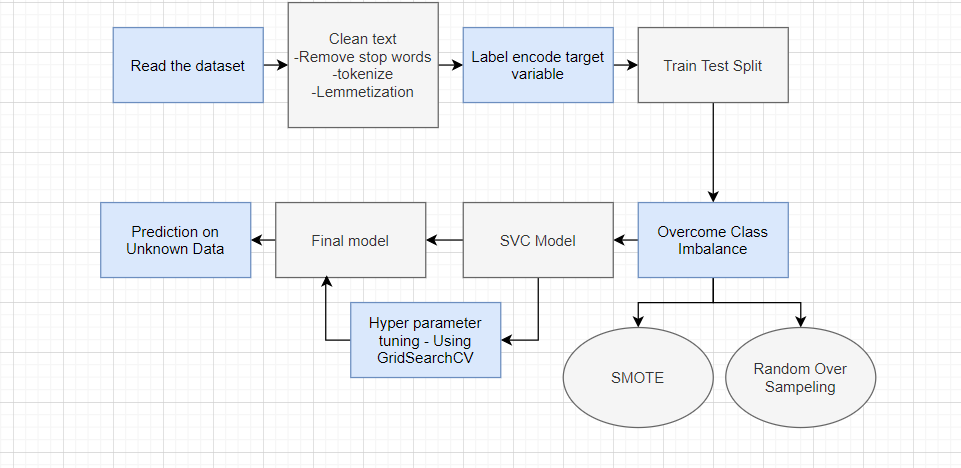 Read the dataset
Clean text
-Remove stop words
-tokenize
-Lemmetization
Label encode target
variable
Train Test Split
Prediction on
Unknown Data
Final model
SVC Model
Overcome Class
Imbalance
Hyper parameter
tuning - Using
GridSearchCV
SMOTE
Random Over
Sampeling